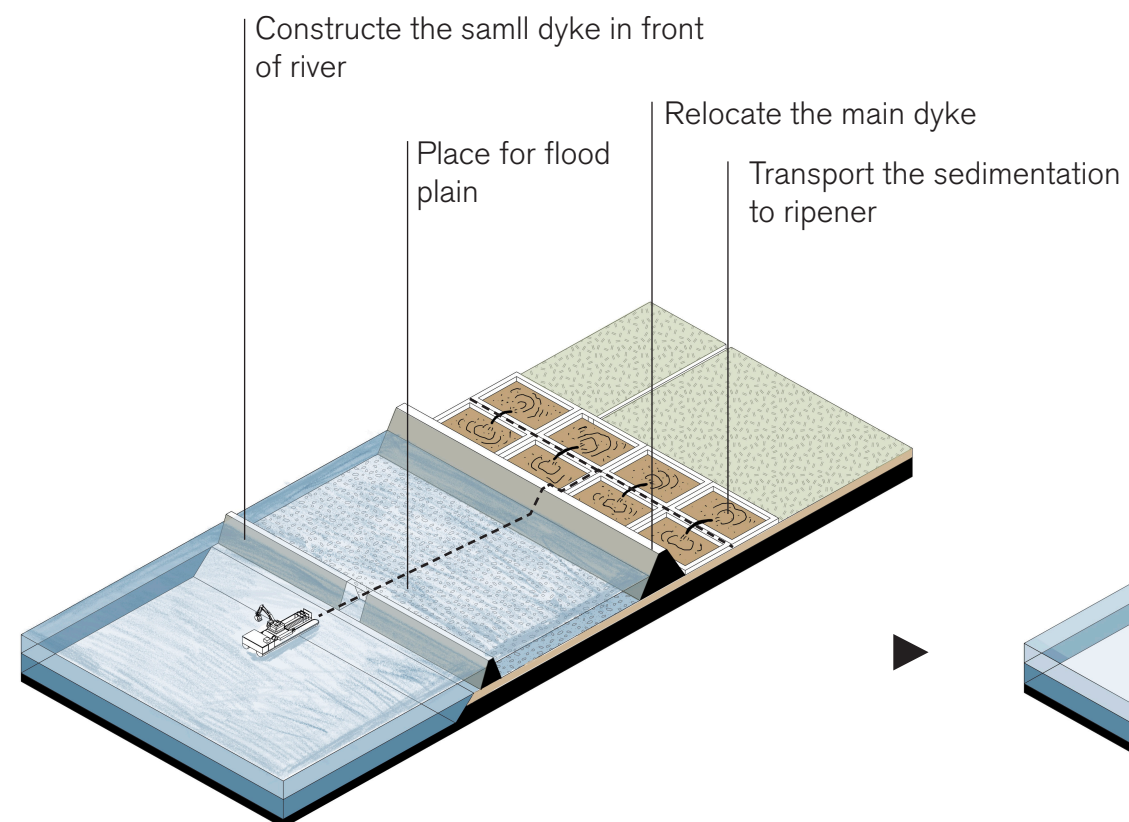 Constructe the samll dyke in front
of river
Relocate the main dyke
Place for flood
plain
Transport the sedimentation
to ripener